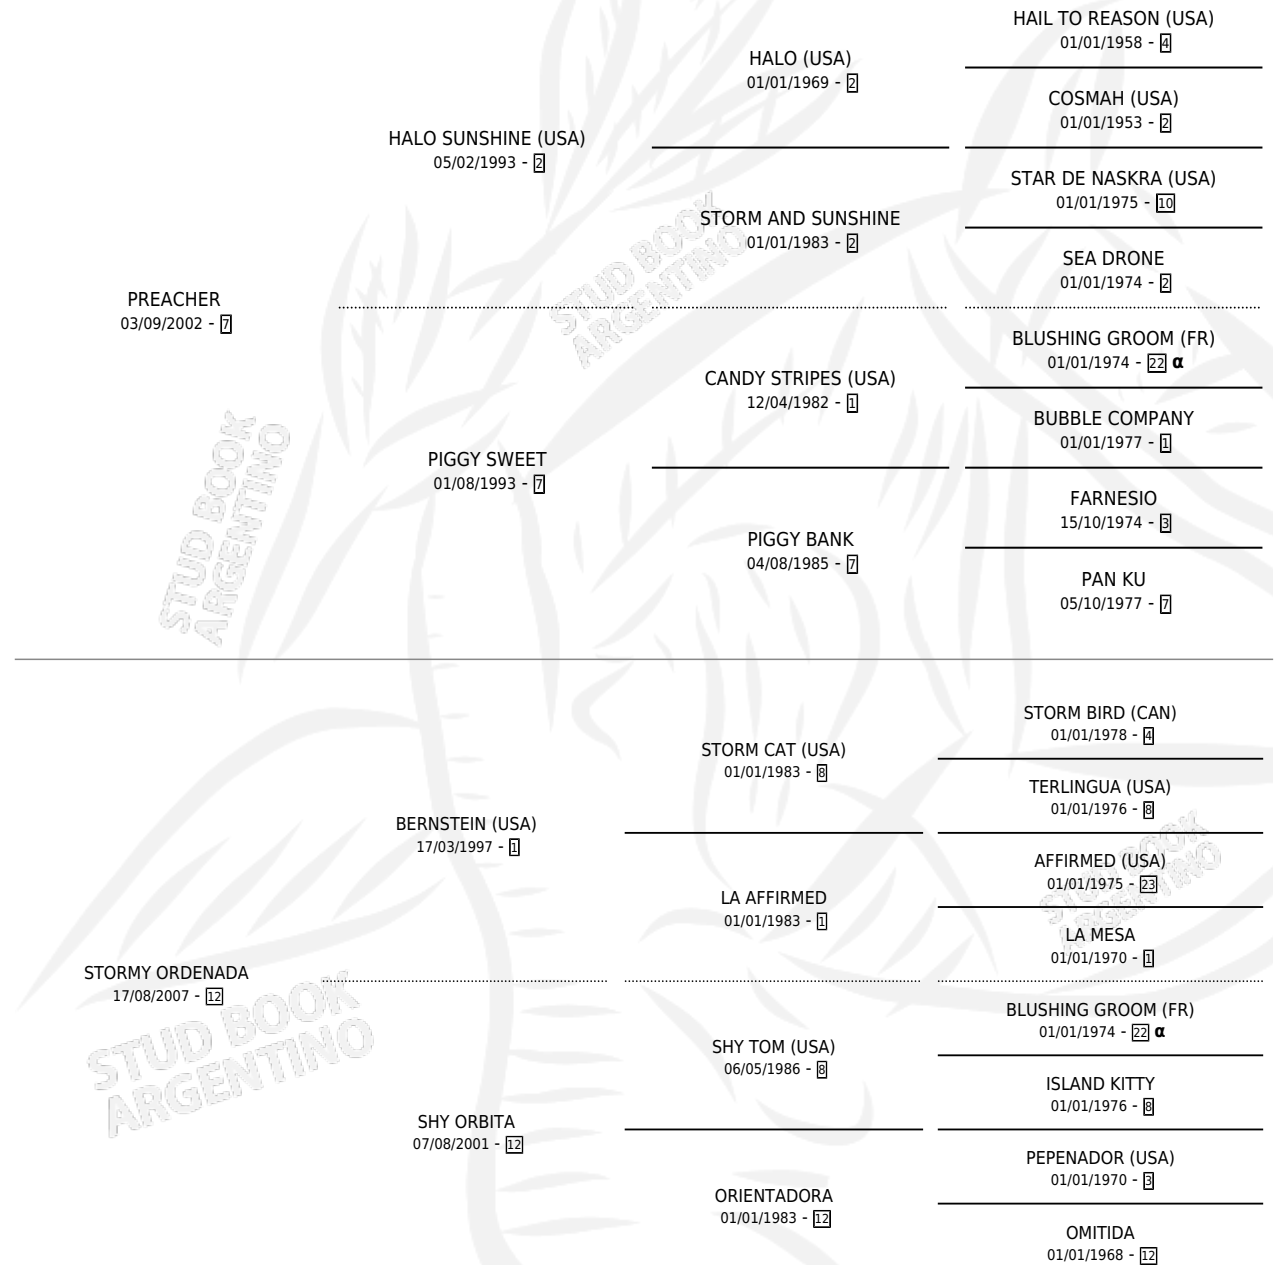 HAIL TO REASON (USA)
01/01/1958 - 4
HALO (USA)
01/01/1969 - 2
COSMAH (USA)
01/01/1953 - 2
HALO SUNSHINE (USA)
05/02/1993 - 2
STAR DE NASKRA (USA)
01/01/1975 - 10
STORM AND SUNSHINE
01/01/1983 - 2
SEA DRONE
01/01/1974 - 2
STUD BOOK
ARGENTINO
PREACHER
03/09/2002 - 7
BLUSHING GROOM (FR)
01/01/1974 - 22 α
CANDY STRIPES (USA)
12/04/1982 - 1
BUBBLE COMPANY
01/01/1977 - 1
PIGGY SWEET
01/08/1993 - 7
FARNESIO
15/10/1974 - 3
PIGGY BANK
04/08/1985 - 7
PAN KU
05/10/1977 - 7
STUD BOOK
ARGENTINO
STORM BIRD (CAN)
01/01/1978 - 4
STORM CAT (USA)
01/01/1983 - 8
TERLINGUA (USA)
01/01/1976 - 8
BERNSTEIN (USA)
17/03/1997 - 1
AFFIRMED (USA)
01/01/1975 - 23
LA AFFIRMED
01/01/1983 - 1
LA MESA
01/01/1970 - 1
STUD BOOK
ARGENTINO
STORMY ORDENADA
17/08/2007 - 12
BLUSHING GROOM (FR)
01/01/1974 - 22 α
SHY TOM (USA)
06/05/1986 - 8
ISLAND KITTY
01/01/1976 - 8
SHY ORBITA
07/08/2001 - 12
PEPENADOR (USA)
01/01/1970 - 3
ORIENTADORA
01/01/1983 - 12
OMITIDA
01/01/1968 - 12
STUD BOOK
ARGENTINO